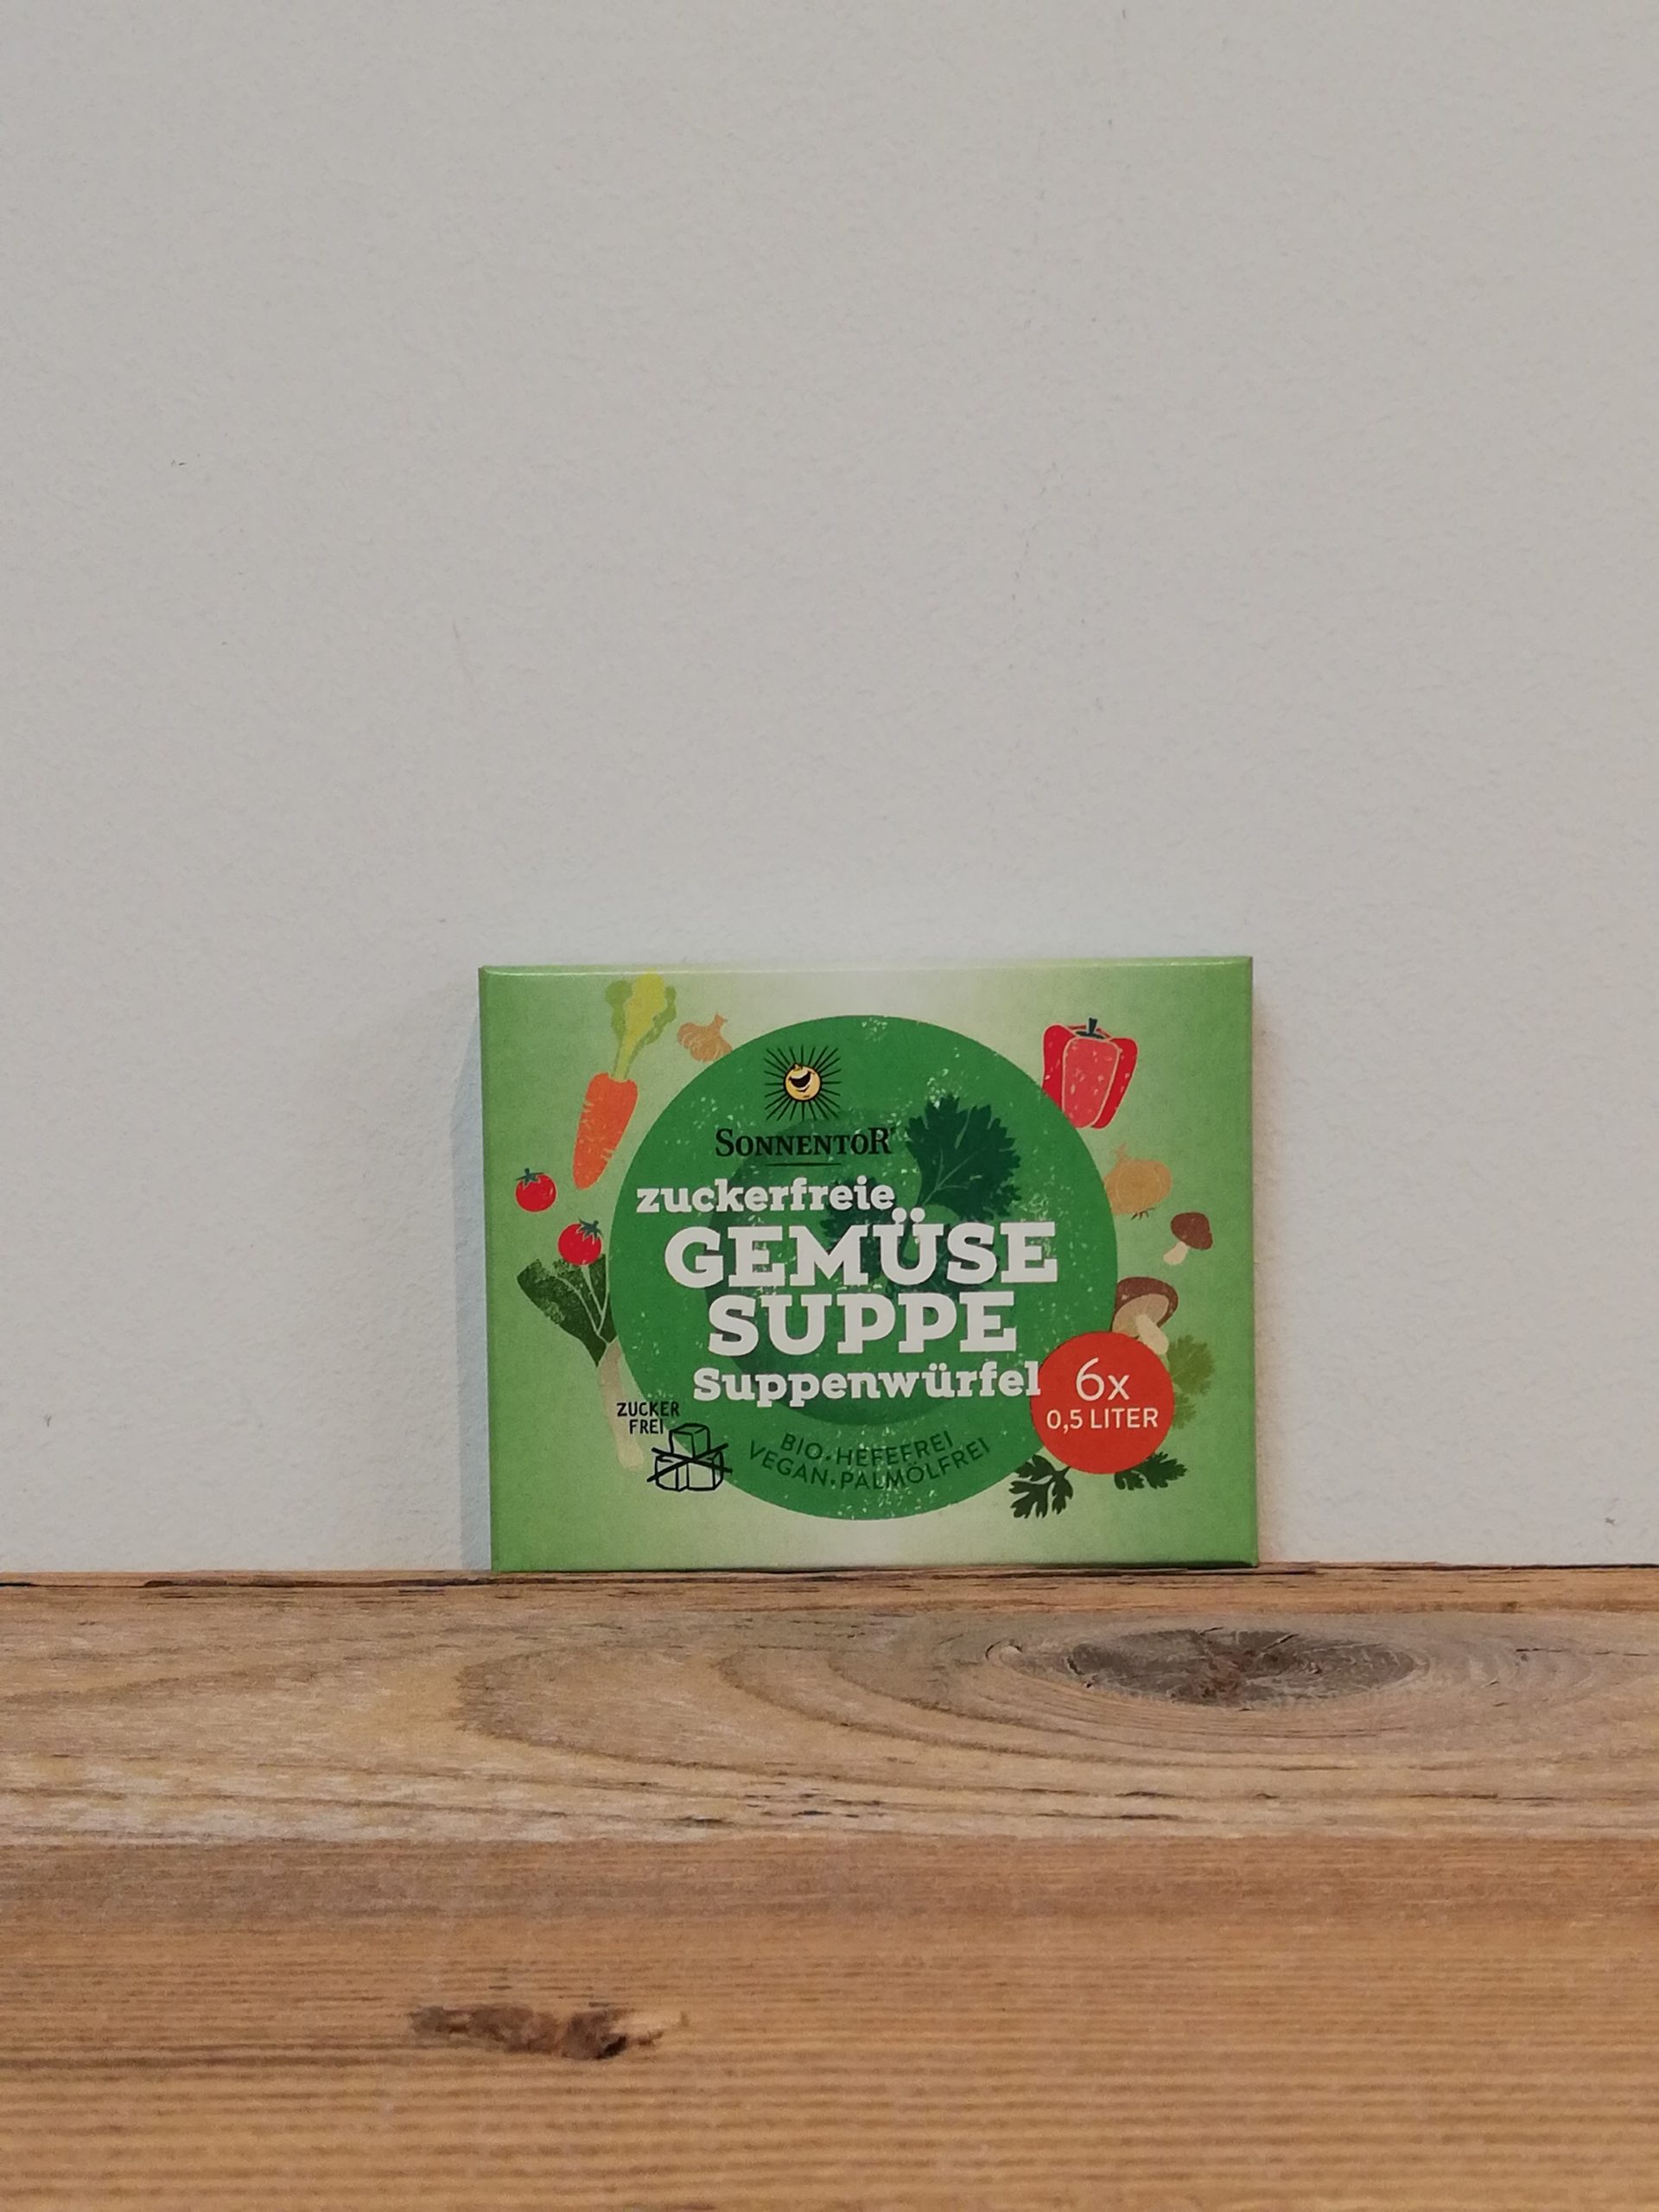 SONNENTOR
zuckerfreie
GEMÜSE
SUPPE
Suppenwürfel
6x
0,5 LITER
ZUCKER
FREI
BIO. HEFEFREI
VEGAN. PALMÖLFREI